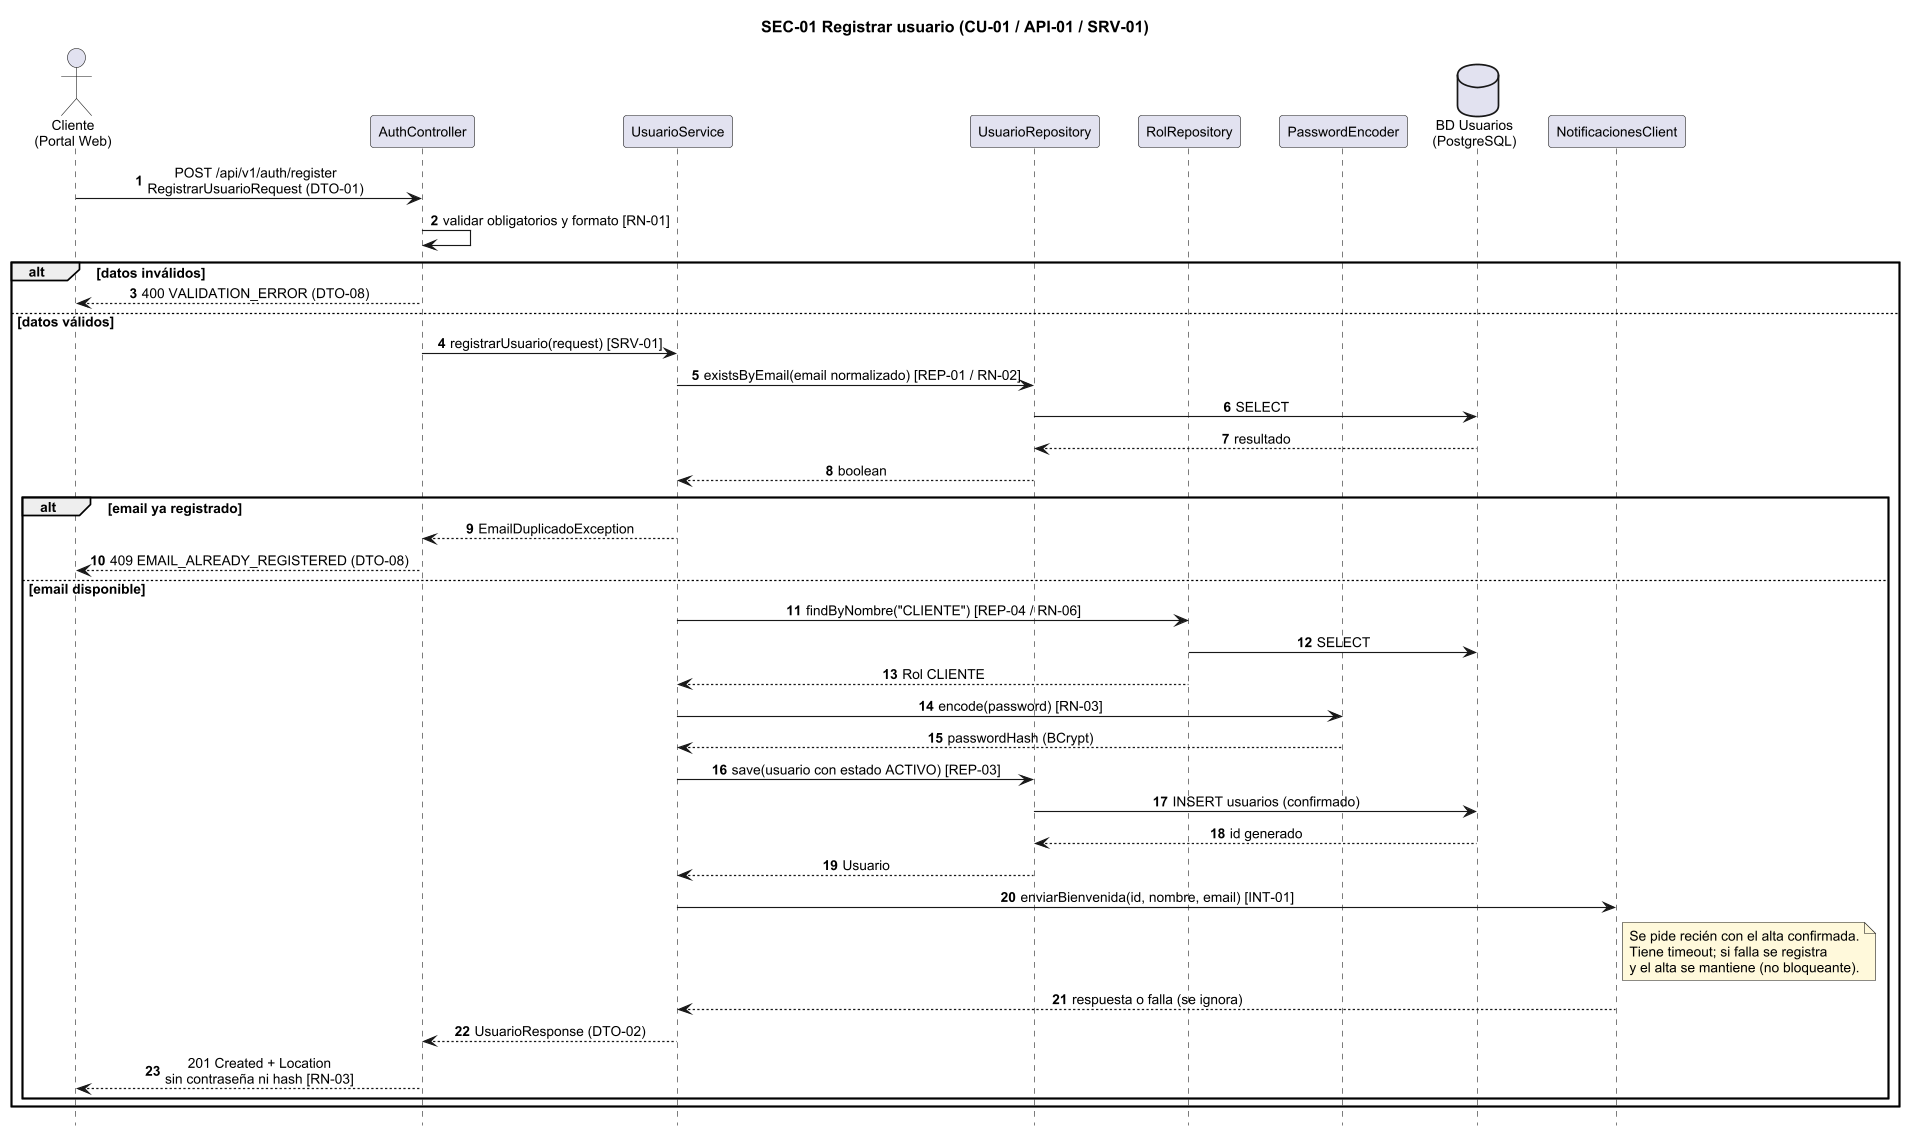 SEC-01 Registrar usuario (CU-01 / API-01 / SRV-01)
Cliente
(Portal Web)
AuthController
UsuarioService
UsuarioRepository
RolRepository
PasswordEncoder
BD Usuarios
(PostgreSQL)
NotificacionesClient
1 POST /api/v1/auth/register
RegistrarUsuarioRequest (DTO-01)
2 validar obligatorios y formato [RN-01]
alt [datos inválidos]
3 400 VALIDATION_ERROR (DTO-08)
[datos válidos]
4 registrarUsuario(request) [SRV-01]
5 existsByEmail(email normalizado) [REP-01 / RN-02]
6 SELECT
7 resultado
8 boolean
alt [email ya registrado]
9 EmailDuplicadoException
10 409 EMAIL_ALREADY_REGISTERED (DTO-08)
[email disponible]
11 findByNombre("CLIENTE") [REP-04 / RN-06]
12 SELECT
13 Rol CLIENTE
14 encode(password) [RN-03]
15 passwordHash (BCrypt)
16 save(usuario con estado ACTIVO) [REP-03]
17 INSERT usuarios (confirmado)
18 id generado
19 Usuario
20 enviarBienvenida(id, nombre, email) [INT-01]
Se pide recién con el alta confirmada.
Tiene timeout; si falla se registra
y el alta se mantiene (no bloqueante).
21 respuesta o falla (se ignora)
22 UsuarioResponse (DTO-02)
23 201 Created + Location
sin contraseña ni hash [RN-03]